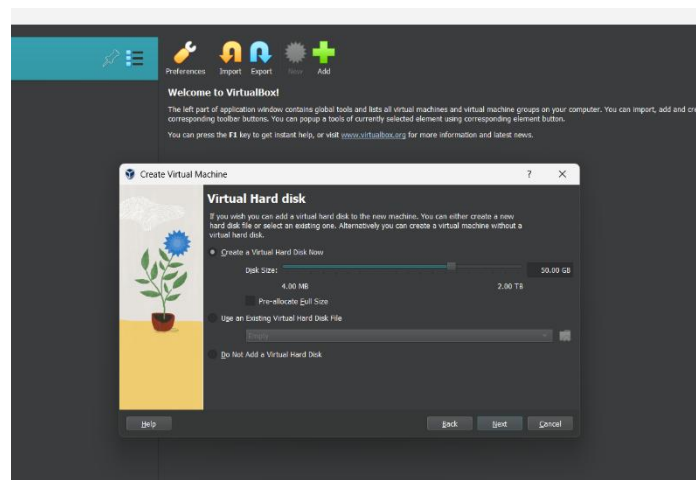 Preferences Import Export New Add
Welcome to VirtualBox!
The left part of application window contains global tools and lists all virtual machines and virtual machine groups on your computer. You can import, add and cre
corresponding toolbar buttons. You can popup a tools of currently selected element using corresponding element button.
You can press the F1 key to get instant help, or visit www.virtualbox.org for more information and latest news.
Create Virtual Machine ? X
Virtual Hard disk
If you wish you can add a virtual hard disk to the new machine. You can either create a new
hard disk file or select an existing one. Alternatively you can create a virtual machine without a
virtual hard disk.
Create a Virtual Hard Disk Now
Disk Size: 50.00 GB
4.00 MB 2.00 TB
Pre-allocate Full Size
Use an Existing Virtual Hard Disk File
Empty
Do Not Add a Virtual Hard Disk
Help Back Next Cancel